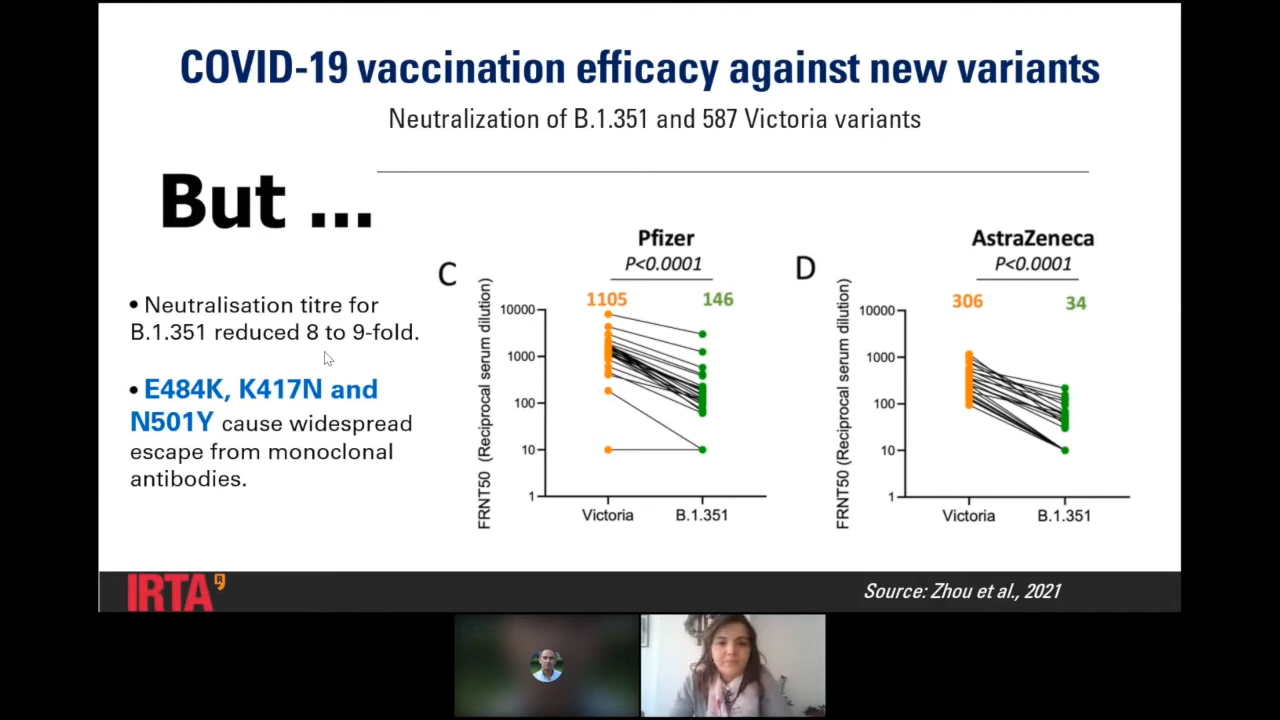 COVID-19 vaccination efficacy against new variants
Neutralization of B.1.351 and 587 Victoria variants
But ...
• Neutralisation titre for
B.1.351 reduced 8 to 9-fold.
• E484K, K417N and
N501Y cause widespread
escape from monoclonal
antibodies.
C
Pfizer
P<0.0001
1105
146
FRNT50 (Reciprocal serum dilution)
10000
1000
100
10
1
Victoria
B.1.351
D
AstraZeneca
P<0.0001
306
34
FRNT50 (Reciprocal serum dilution)
10000
1000
100
10
1
Victoria
B.1.351
IRTA
R
Source: Zhou et al., 2021